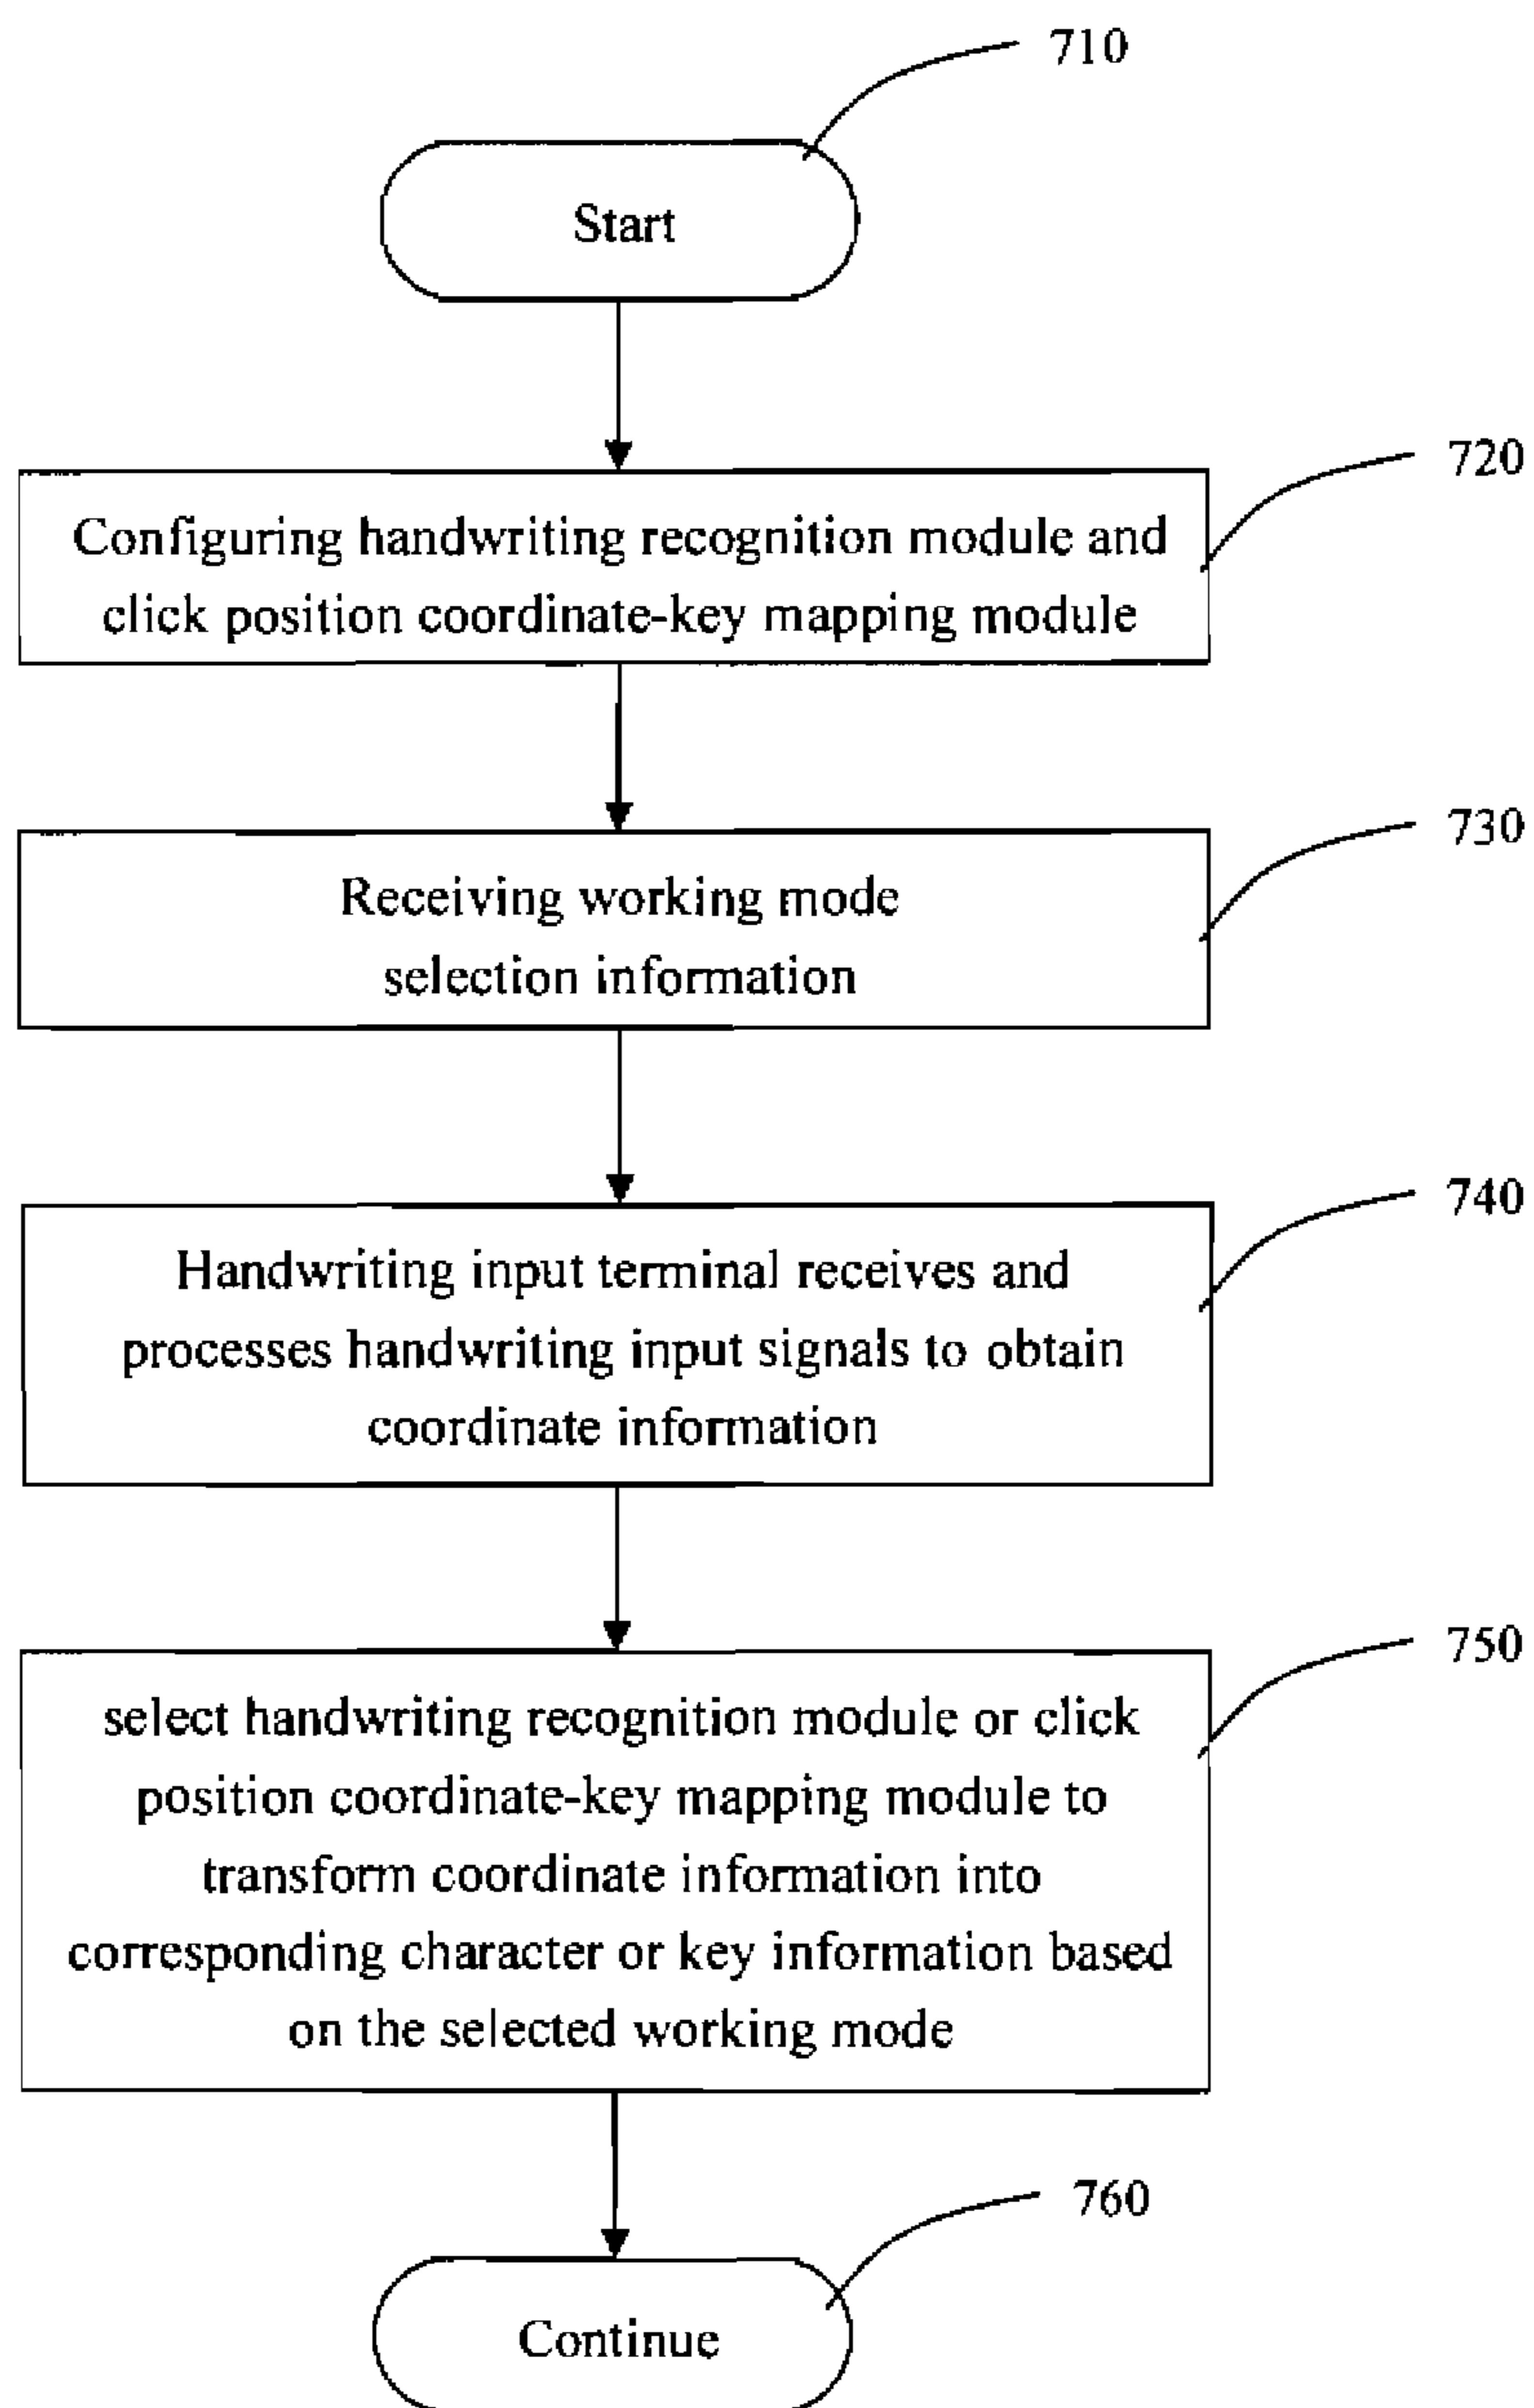 710
Start
720
Configuring handwriting recognition module and
click position coordinate-key mapping module
730
Receiving working mode
selection information
740
Handwriting input terminal receives and
processes handwriting input signals to obtain
coordinate information
750
select handwriting recognition module or click
position coordinate-key mapping module to
transform coordinate information into
corresponding character or key information based
on the selected working mode
760
Continue